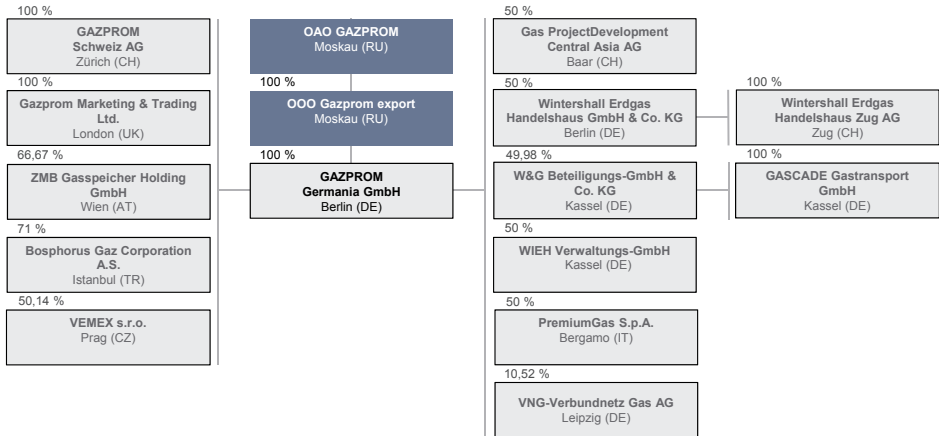 100 %
GAZPROM
Schweiz AG
Zürich (CH)
100 %
Gazprom Marketing & Trading
Ltd.
London (UK)
66,67 %
ZMB Gasspeicher Holding
GmbH
Wien (AT)
71 %
Bosphorus Gaz Corporation
A.S.
Istanbul (TR)
50,14 %
VEMEX s.r.o.
Prag (CZ)
OAO GAZPROM
Moskau (RU)
100 %
OOO Gazprom export
Moskau (RU)
100 %
GAZPROM
Germania GmbH
Berlin (DE)
50 %
Gas ProjectDevelopment
Central Asia AG
Baar (CH)
50 %
Wintershall Erdgas
Handelshaus GmbH & Co. KG
Berlin (DE)
49,98 %
W&G Beteiligungs-GmbH &
Co. KG
Kassel (DE)
50 %
WIEH Verwaltungs-GmbH
Kassel (DE)
50 %
PremiumGas S.p.A.
Bergamo (IT)
10,52 %
VNG-Verbundnetz Gas AG
Leipzig (DE)
100 %
Wintershall Erdgas
Handelshaus Zug AG
Zug (CH)
100 %
GASCADE Gastransport
GmbH
Kassel (DE)